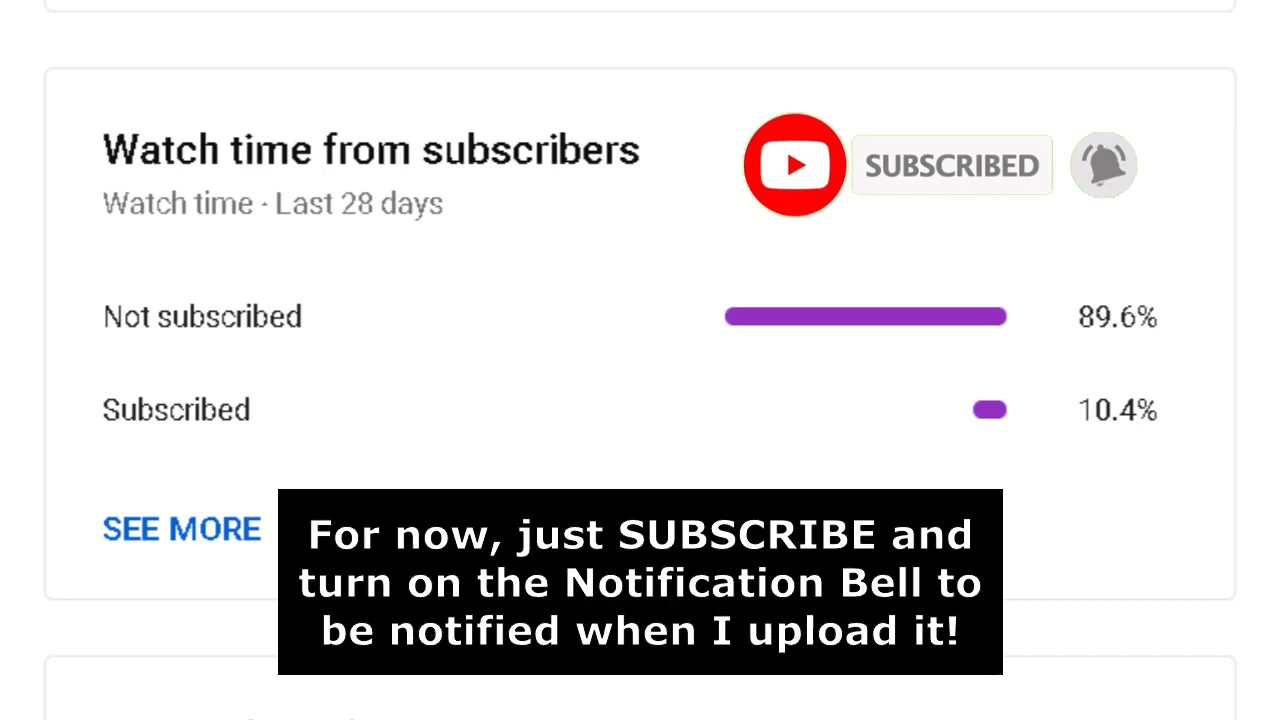 Watch time from subscribers
SUBSCRIBED
Watch time · Last 28 days
Not subscribed 89.6%
Subscribed 10.4%
SEE MORE
For now, just SUBSCRIBE and
turn on the Notification Bell to
be notified when I upload it!